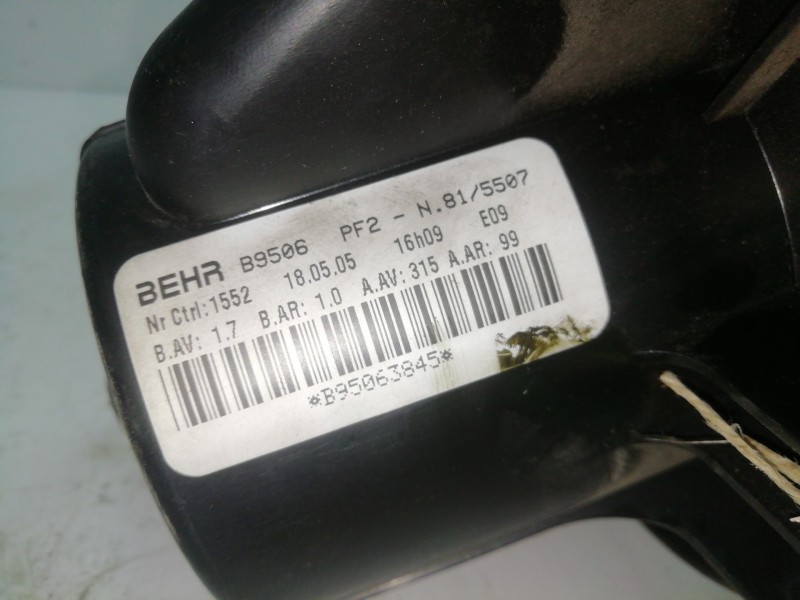 BEHR B9506 PF2 - N.81/5507
Nr Ctrl:1552 18.05.05 16h09 E09
B.AV: 1.7 B.AR: 1.0 A.AV: 315 A.AR: 99
*B95063845*